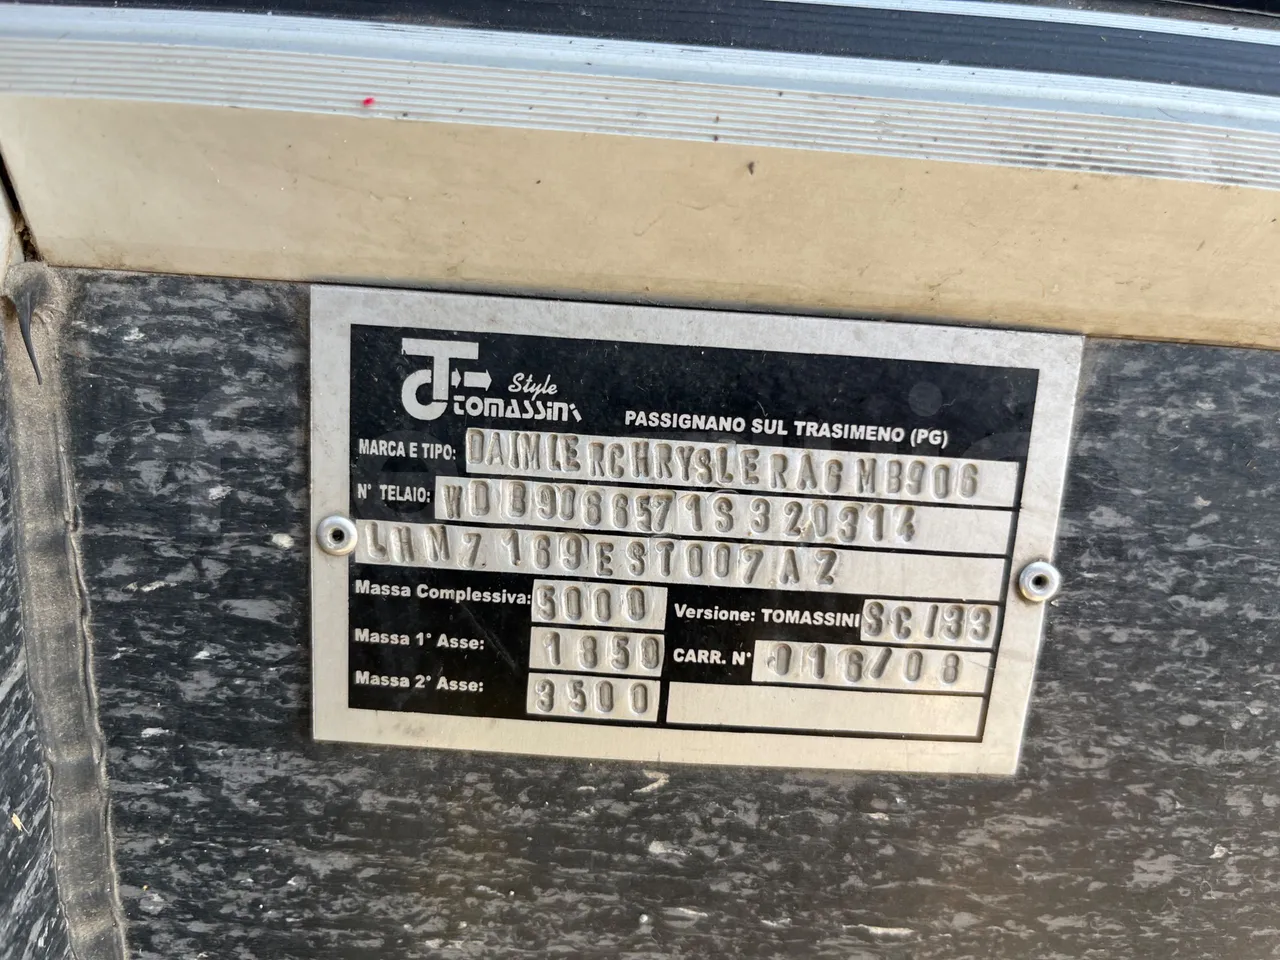 Style
tomassini
PASSIGNANO SUL TRASIMENO (PG)
MARCA E TIPO: DAIMLERCHRYSLERAG MB906
N° TELAIO: WDB9066571S320314
LHM7169EST007AZ
Massa Complessiva: 5000
Versione: TOMASSINI SC/33
Massa 1° Asse: 1850
CARR. N° 016/08
Massa 2° Asse: 3500